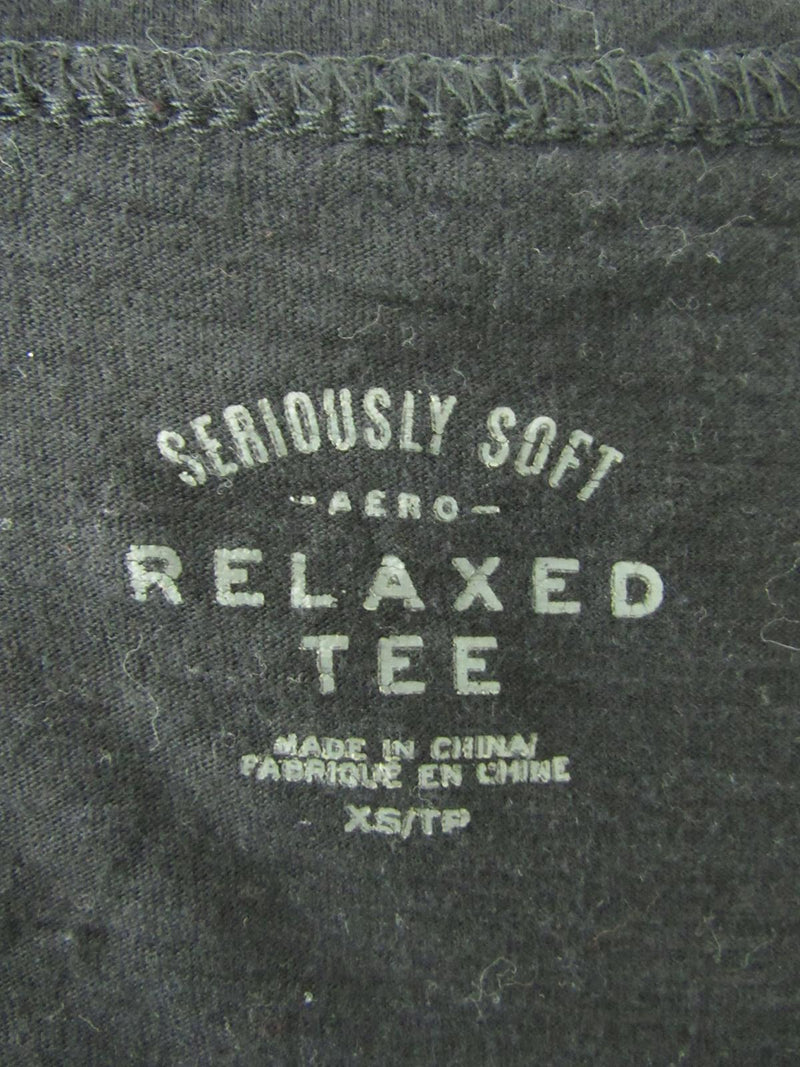 SERIOUSLY SOFT
-AERO-
RELAXED
TEE
MADE IN CHINA/
FABRIQUÉ EN CHINE
XS/TP